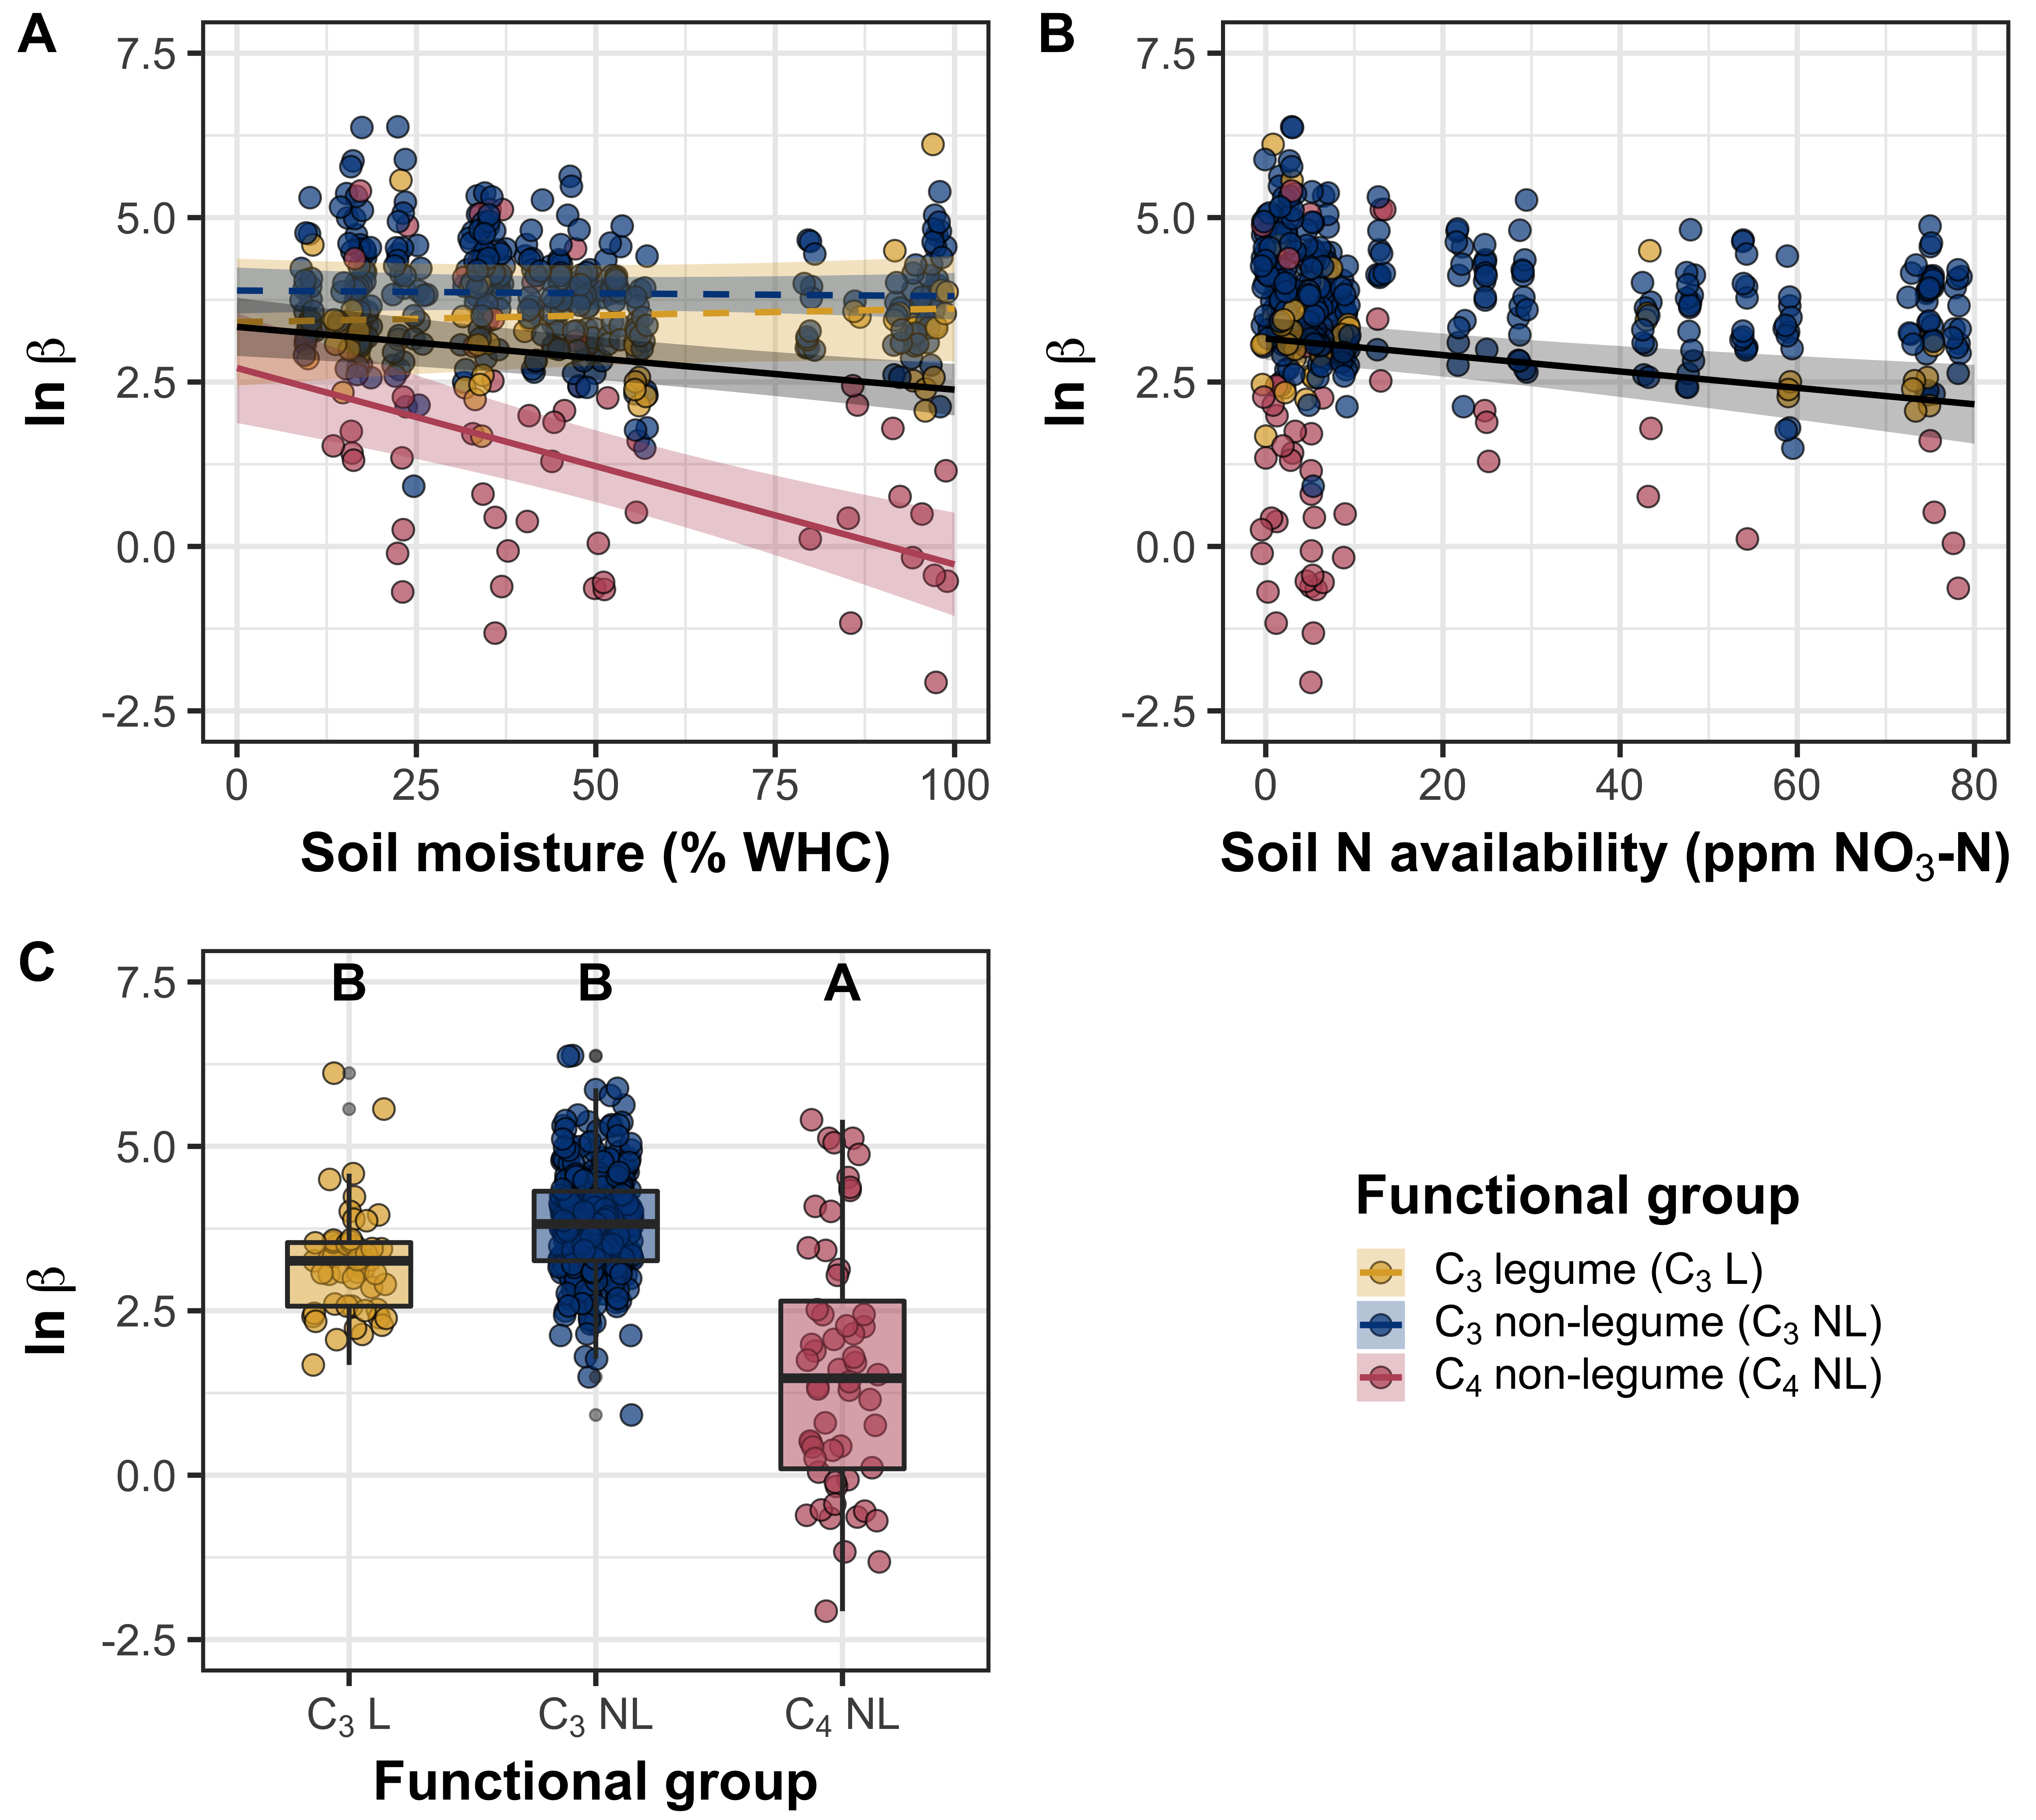 A
7.5
5.0
2.5
0.0
-2.5
ln β
0 25 50 75 100
Soil moisture (% WHC)
B
7.5
5.0
2.5
0.0
-2.5
ln β
0 20 40 60 80
Soil N availability (ppm NO₃-N)
C
B B A
7.5
5.0
2.5
0.0
-2.5
ln β
C₃ L C₃ NL C₄ NL
Functional group
Functional group
C₃ legume (C₃ L)
C₃ non-legume (C₃ NL)
C₄ non-legume (C₄ NL)